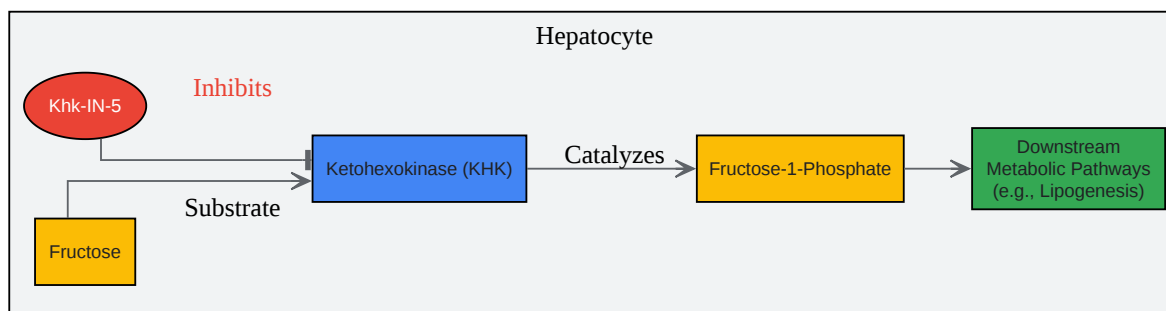 Hepatocyte
Khk-IN-5
Inhibits
Ketohexokinase (KHK)
Catalyzes
Fructose-1-Phosphate
Downstream
Metabolic Pathways
(e.g., Lipogenesis)
Substrate
Fructose